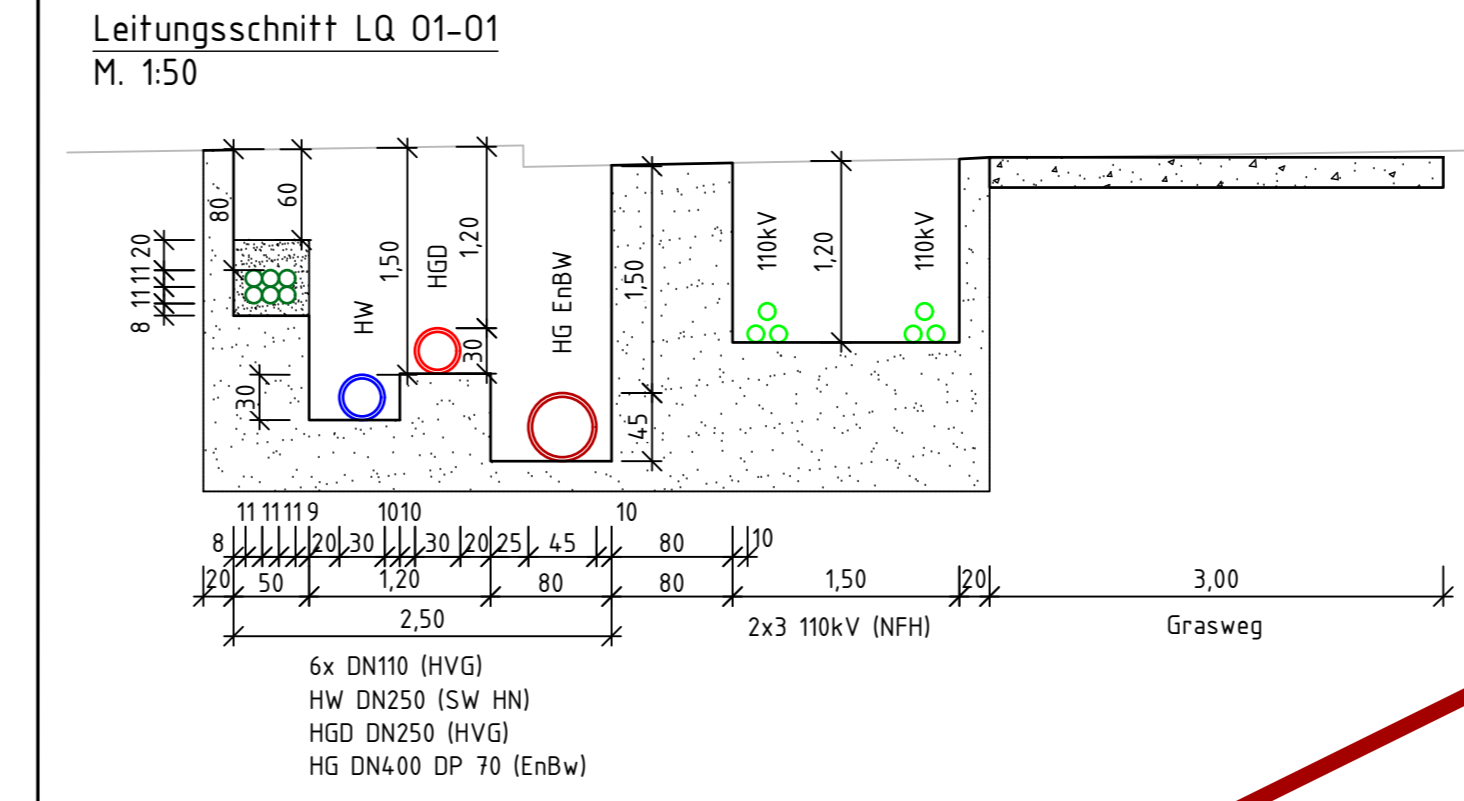 Leitungsschnitt LQ 01-01
M. 1:50
80
60
1,50
HGD
1,20
HG EnBW
1,50
110kV
1,20
110kV
20
11
11
8
HW
30
30
45
11 11 11 9 10 10 10
8 20 30 30 20 25 45 80 10
20 50 1,20 80 80 1,50 20 3,00
2,50 2x3 110kV (NFH) Grasweg
6x DN110 (HVG)
HW DN250 (SW HN)
HGD DN250 (HVG)
HG DN400 DP 70 (EnBw)